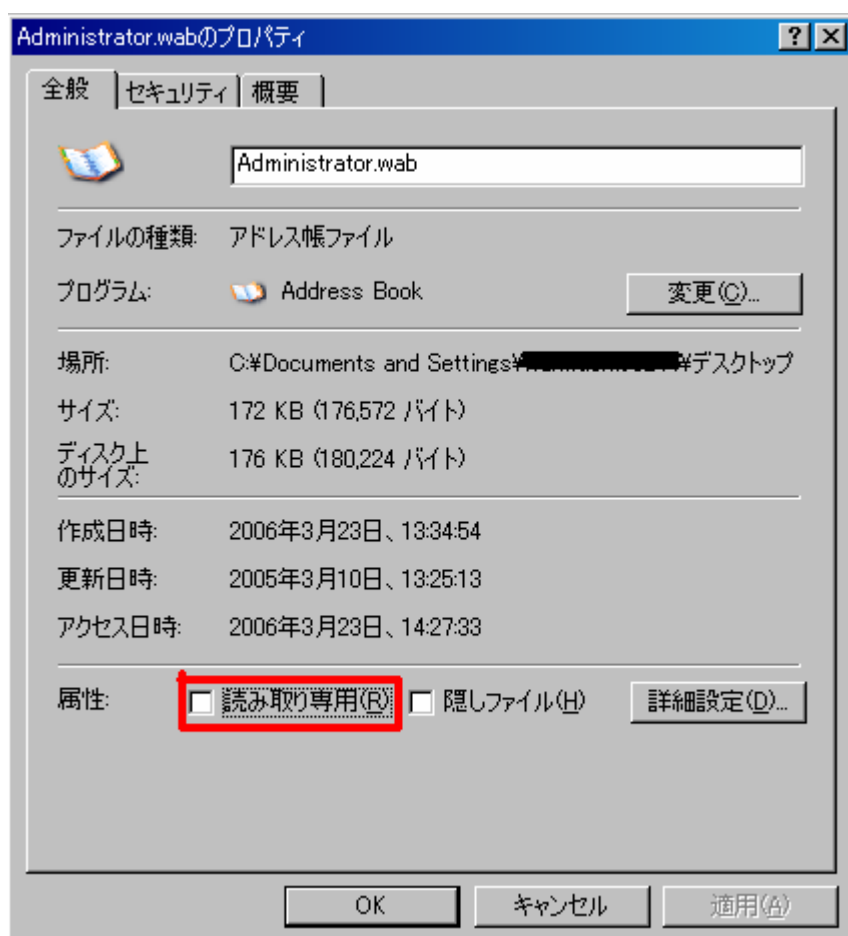 Administrator.wabのプロパティ
全般 セキュリティ 概要
Administrator.wab
ファイルの種類: アドレス帳ファイル
プログラム: Address Book 変更(C)...
場所: C:¥Documents and Settings¥ ¥デスクトップ
サイズ: 172 KB (176,572 バイト)
ディスク上
のサイズ: 176 KB (180,224 バイト)
作成日時: 2006年3月23日、13:34:54
更新日時: 2005年3月10日、13:25:13
アクセス日時: 2006年3月23日、14:27:33
属性: 読み取り専用(R) 隠しファイル(H) 詳細設定(D)...
OK キャンセル 適用(A)